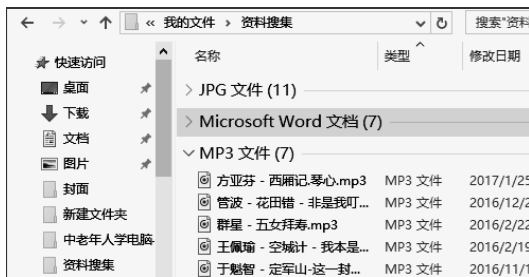 « 我的文件 › 资料搜集
搜索"资料
快速访问
桌面
下载
文档
图片
封面
新建文件夹
中老年人学电脑
资料搜集
名称 类型 修改日期
JPG 文件 (11)
Microsoft Word 文档 (7)
MP3 文件 (7)
方亚芬 - 西厢记.琴心.mp3 MP3 文件 2017/1/25
管波 - 花田错 - 非是我叮... MP3 文件 2016/12/2
群星 - 五女拜寿.mp3 MP3 文件 2016/2/22
王佩瑜 - 空城计 - 我本是... MP3 文件 2016/2/19
于魁智 - 定军山-这一封... MP3 文件 2016/11/1